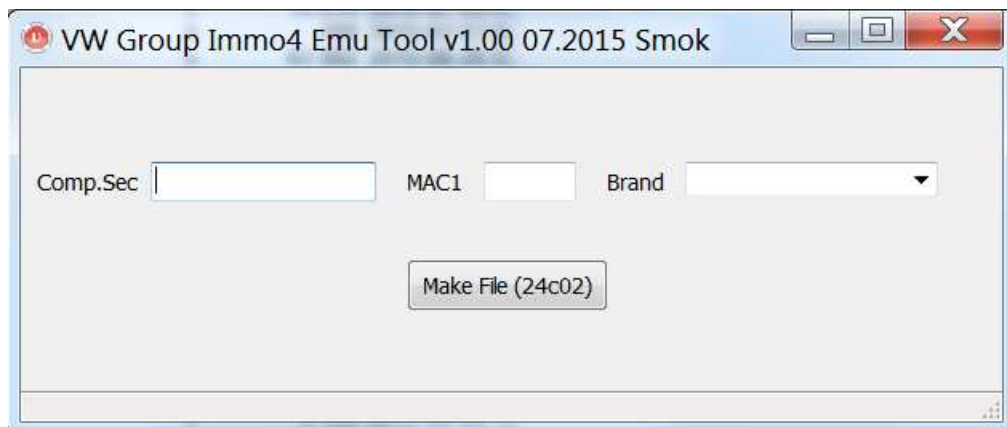 VW Group Immo4 Emu Tool v1.00 07.2015 Smok
Comp.Sec MAC1 Brand
Make File (24c02)